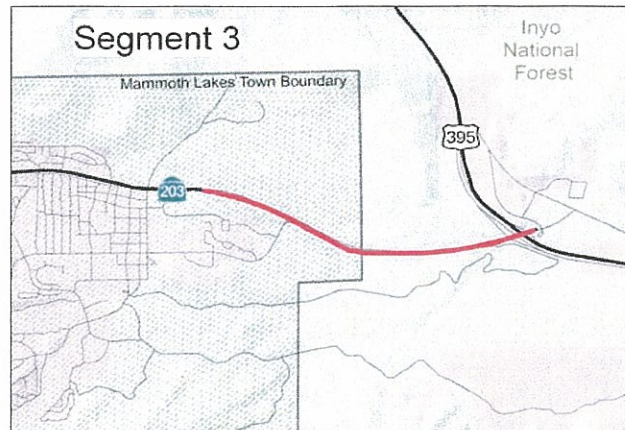 Segment 3
Inyo
National
Forest
Mammoth Lakes Town Boundary
395
203